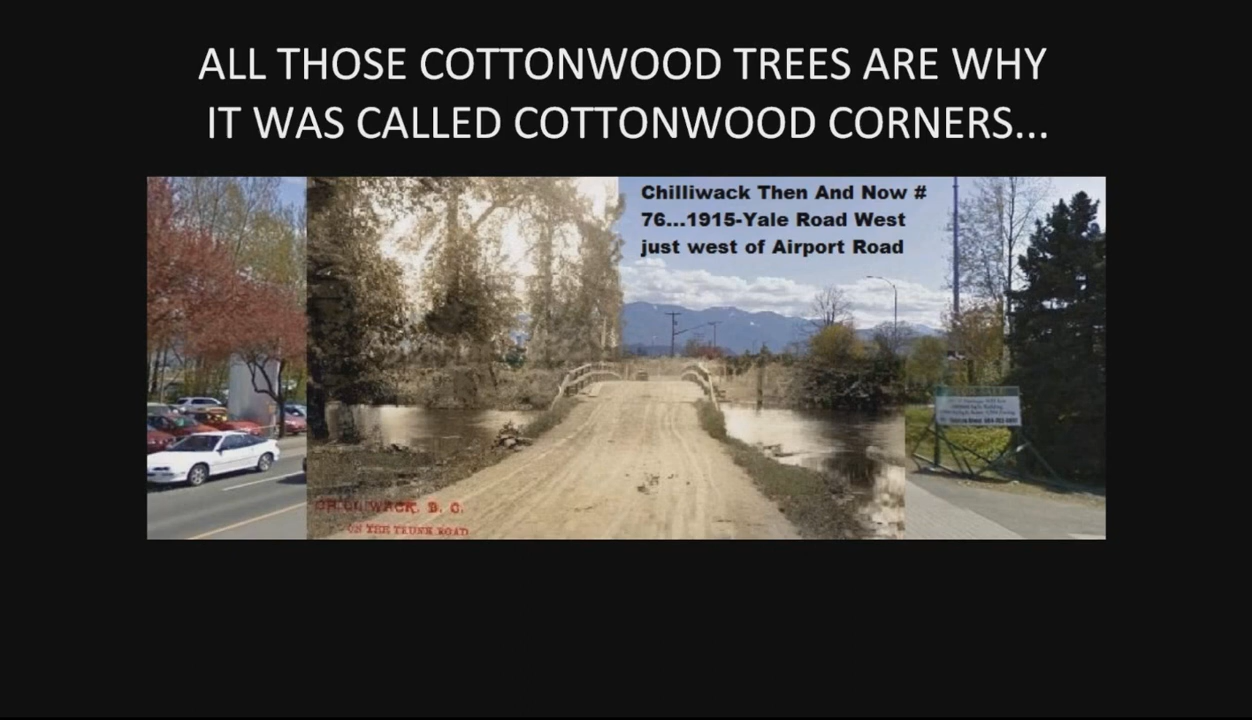 ALL THOSE COTTONWOOD TREES ARE WHY
IT WAS CALLED COTTONWOOD CORNERS...
Chilliwack Then And Now #
76...1915-Yale Road West
just west of Airport Road
CHILLIWACK, B. C.
ON THE TRUNK ROAD